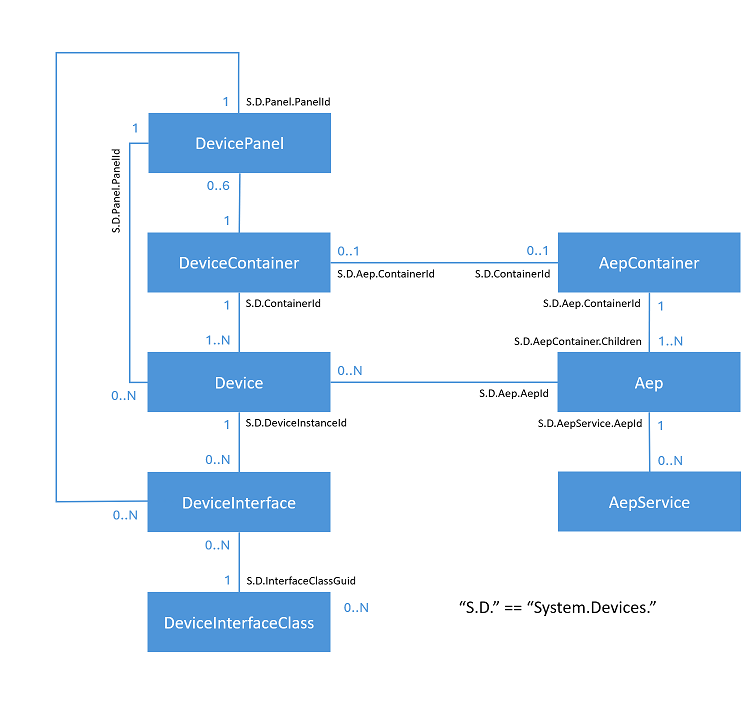 1
S.D.Panel.PanelId
1
DevicePanel
S.D.Panel.PanelId
0..6
1
DeviceContainer
0..1
0..1
AepContainer
S.D.Aep.ContainerId
S.D.ContainerId
1
S.D.ContainerId
S.D.Aep.ContainerId
1
1..N
S.D.AepContainer.Children
1..N
Device
0..N
Aep
0..N
S.D.Aep.AepId
1
S.D.DeviceInstanceId
S.D.AepService.AepId
1
0..N
0..N
DeviceInterface
AepService
0..N
0..N
1
S.D.InterfaceClassGuid
DeviceInterfaceClass
0..N
“S.D.” == “System.Devices.”